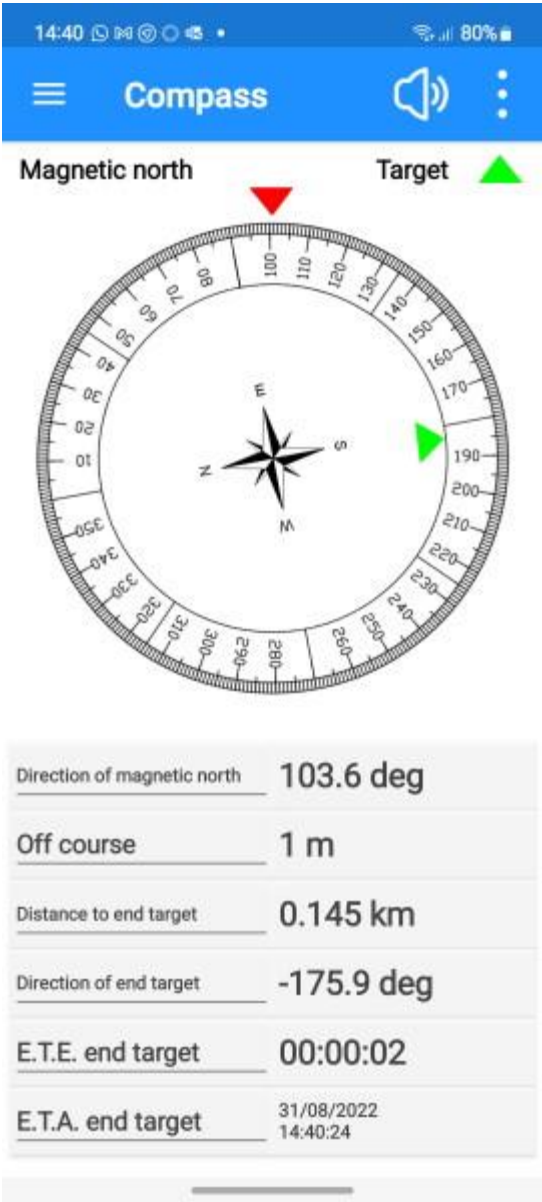 14:40 80%
Compass
Magnetic north Target
100
110
120
130
140
150
160
170
190
200
210
220
230
240
250
260
280
290
300
310
320
330
340
350
10
20
30
40
50
60
70
80
E
S
W
N
Direction of magnetic north 103.6 deg
Off course 1 m
Distance to end target 0.145 km
Direction of end target -175.9 deg
E.T.E. end target 00:00:02
E.T.A. end target 31/08/2022
14:40:24